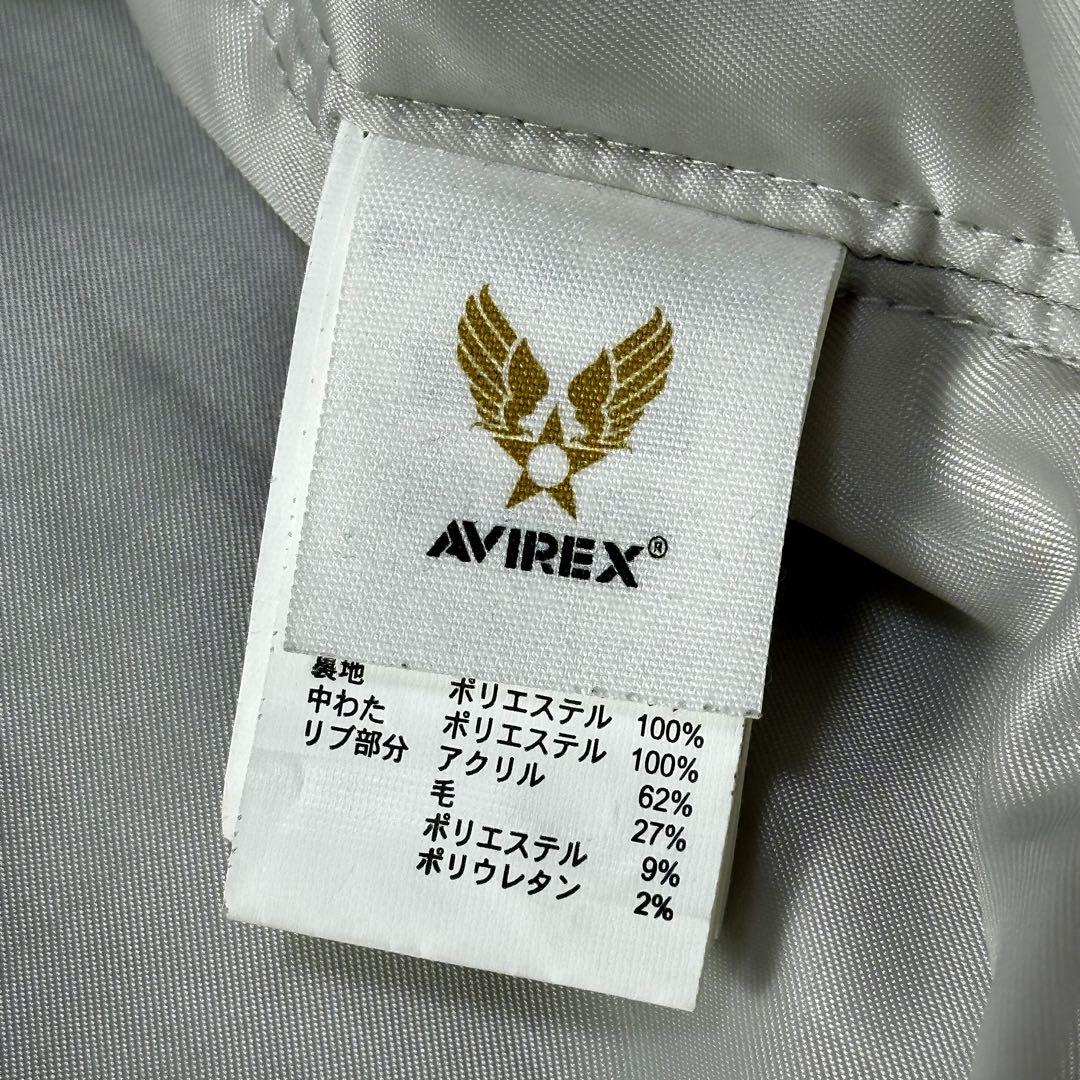 AVIREX®
裏地 ポリエステル 100%
中わた ポリエステル 100%
リブ部分 アクリル 62%
毛 27%
ポリエステル 9%
ポリウレタン 2%